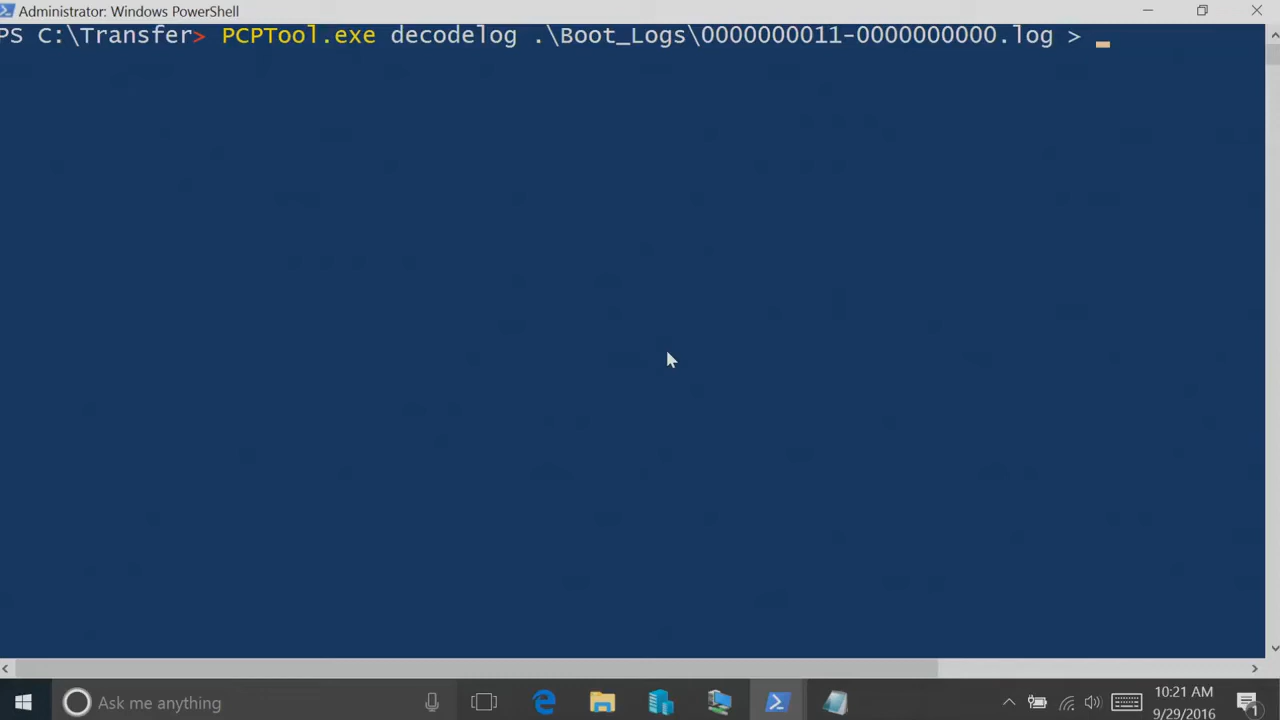 Administrator: Windows PowerShell
PS C:\Transfer> PCPTool.exe decodelog .\Boot_Logs\0000000011-0000000000.log >
Ask me anything
10:21 AM
9/29/2016
1